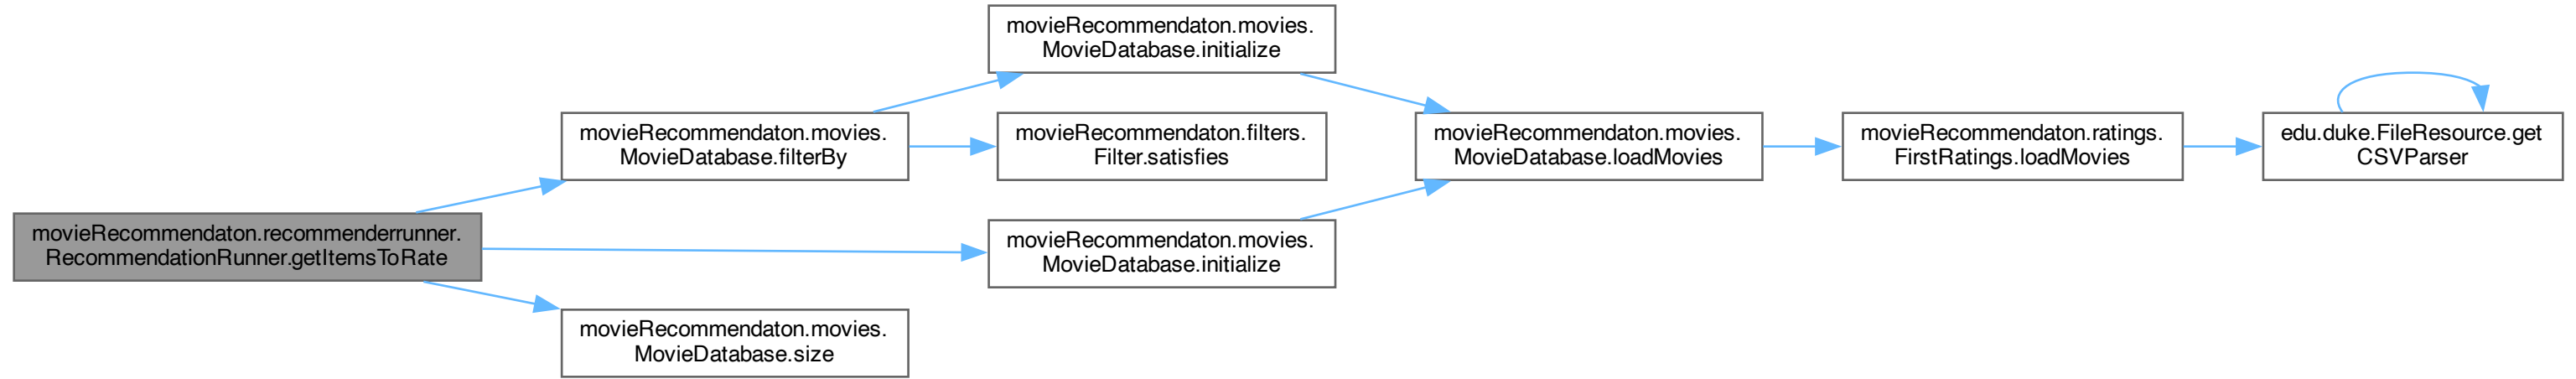 movieRecommendaton.recommenderrunner.
RecommendationRunner.getItemsToRate
movieRecommendaton.movies.
MovieDatabase.filterBy
movieRecommendaton.movies.
MovieDatabase.initialize
movieRecommendaton.filters.
Filter.satisfies
movieRecommendaton.movies.
MovieDatabase.initialize
movieRecommendaton.movies.
MovieDatabase.size
movieRecommendaton.movies.
MovieDatabase.loadMovies
movieRecommendaton.ratings.
FirstRatings.loadMovies
edu.duke.FileResource.get
CSVParser